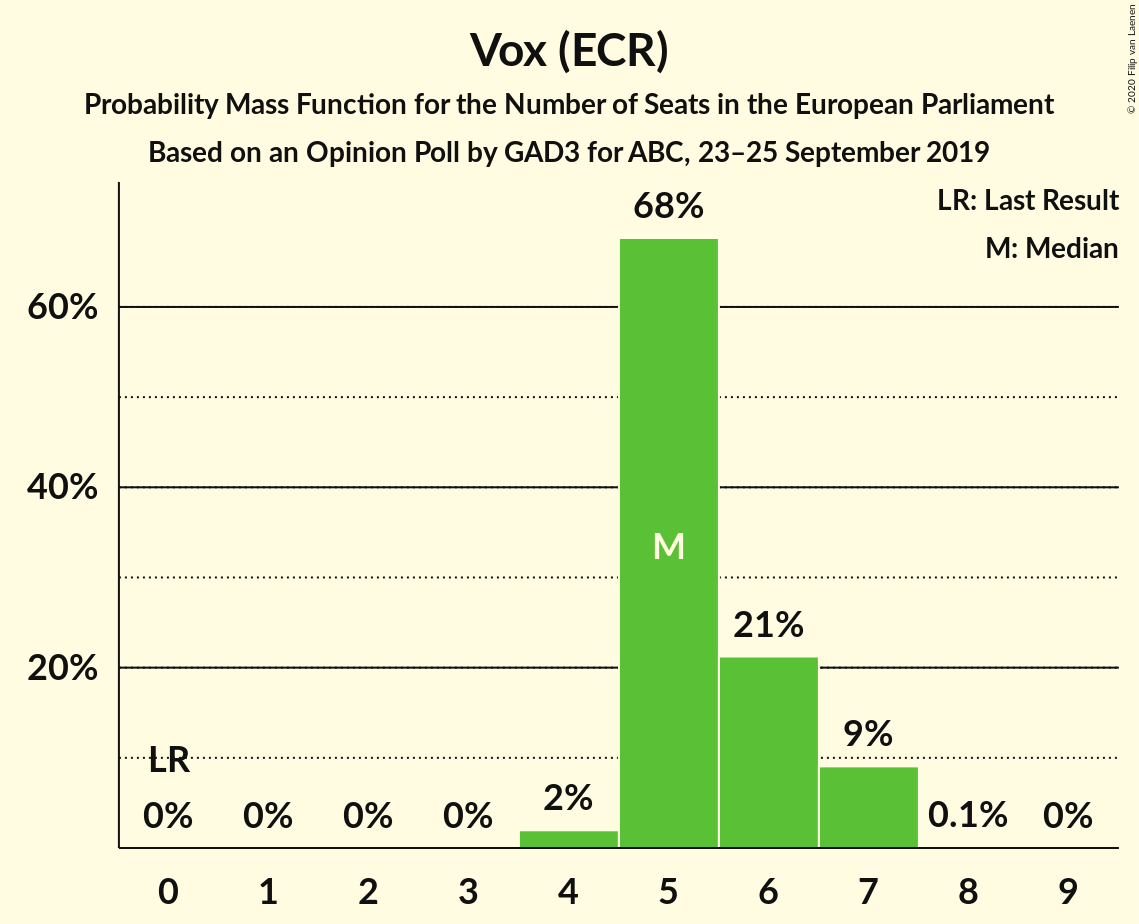 Vox (ECR)
Probability Mass Function for the Number of Seats in the European Parliament
Based on an Opinion Poll by GAD3 for ABC, 23–25 September 2019
© 2020 Filip van Laenen
LR: Last Result
M: Median
68%
60%
40%
M
21%
20%
9%
LR
2%
0% 0% 0% 0% 0.1% 0%
0 1 2 3 4 5 6 7 8 9